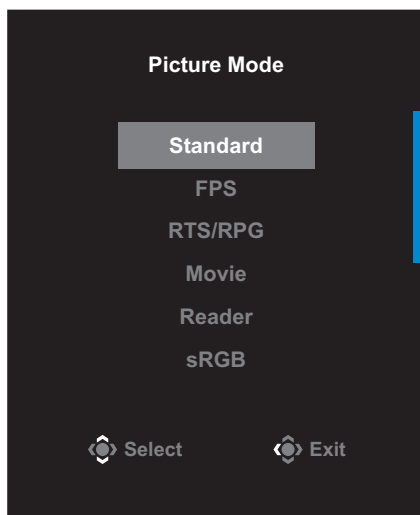 Picture Mode
Standard
FPS
RTS/RPG
Movie
Reader
sRGB
Select Exit